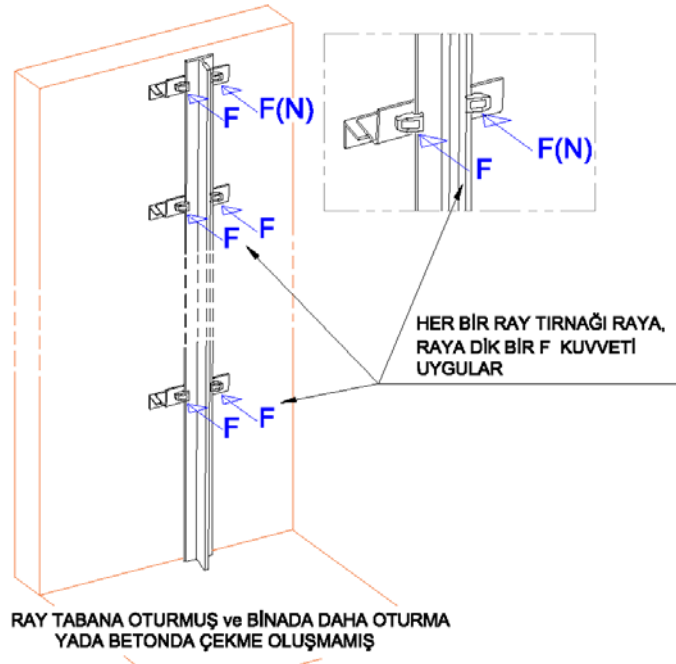 F
F(N)
F
F(N)
F
F
HER BİR RAY TIRNAĞI RAYA,
RAYA DİK BİR F KUVVETİ
UYGULAR
F
F
RAY TABANA OTURMUŞ ve BİNADA DAHA OTURMA
YADA BETONDA ÇEKME OLUŞMAMIŞ